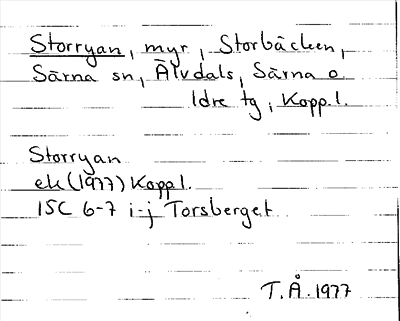 Storryan, myr, Storbäcken,
Särna sn, Älvdals, Särna o
Idre tg, Kopp.l.
Storryan
ek (1977) Kopp l.
15C 6-7 i-j Torsberget
T.Å. 1977